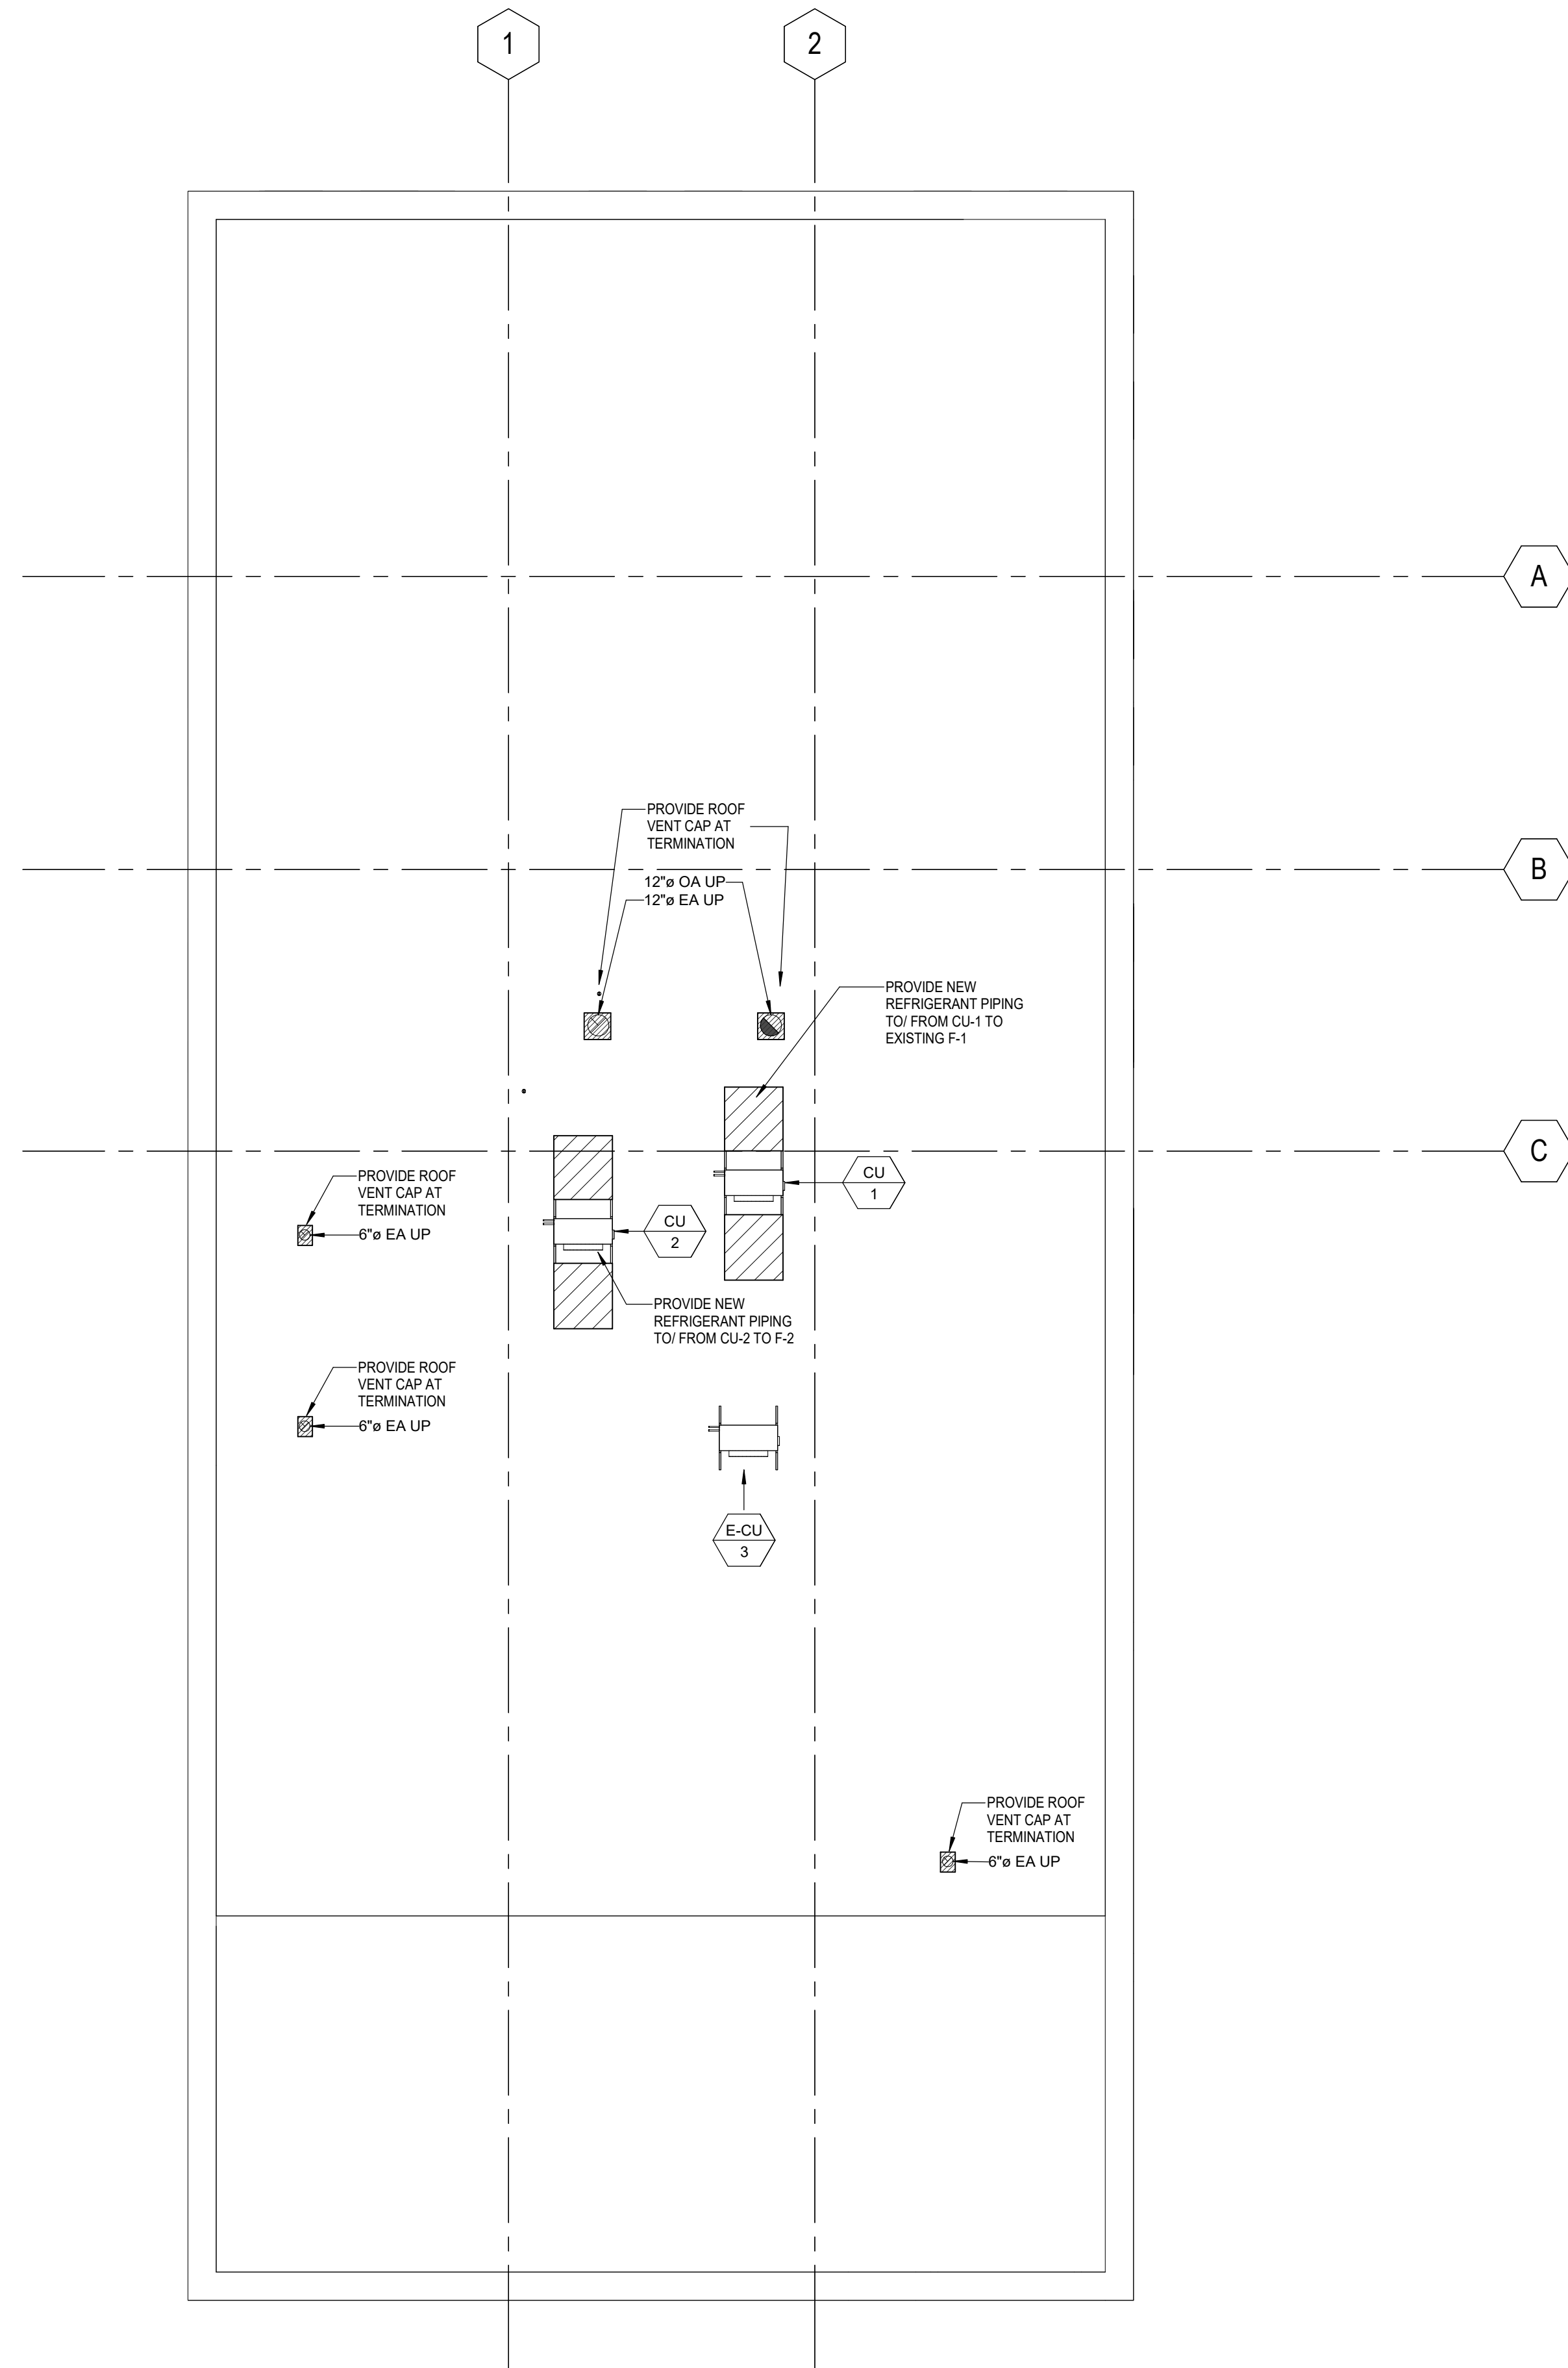 1
2
A
B
PROVIDE ROOF
VENT CAP AT
TERMINATION
12"ø OA UP
12"ø EA UP
PROVIDE NEW
REFRIGERANT PIPING
TO/ FROM CU-1 TO
EXISTING F-1
C
CU
1
PROVIDE ROOF
VENT CAP AT
TERMINATION
6"ø EA UP
CU
2
PROVIDE NEW
REFRIGERANT PIPING
TO/ FROM CU-2 TO F-2
PROVIDE ROOF
VENT CAP AT
TERMINATION
6"ø EA UP
E-CU
3
PROVIDE ROOF
VENT CAP AT
TERMINATION
6"ø EA UP